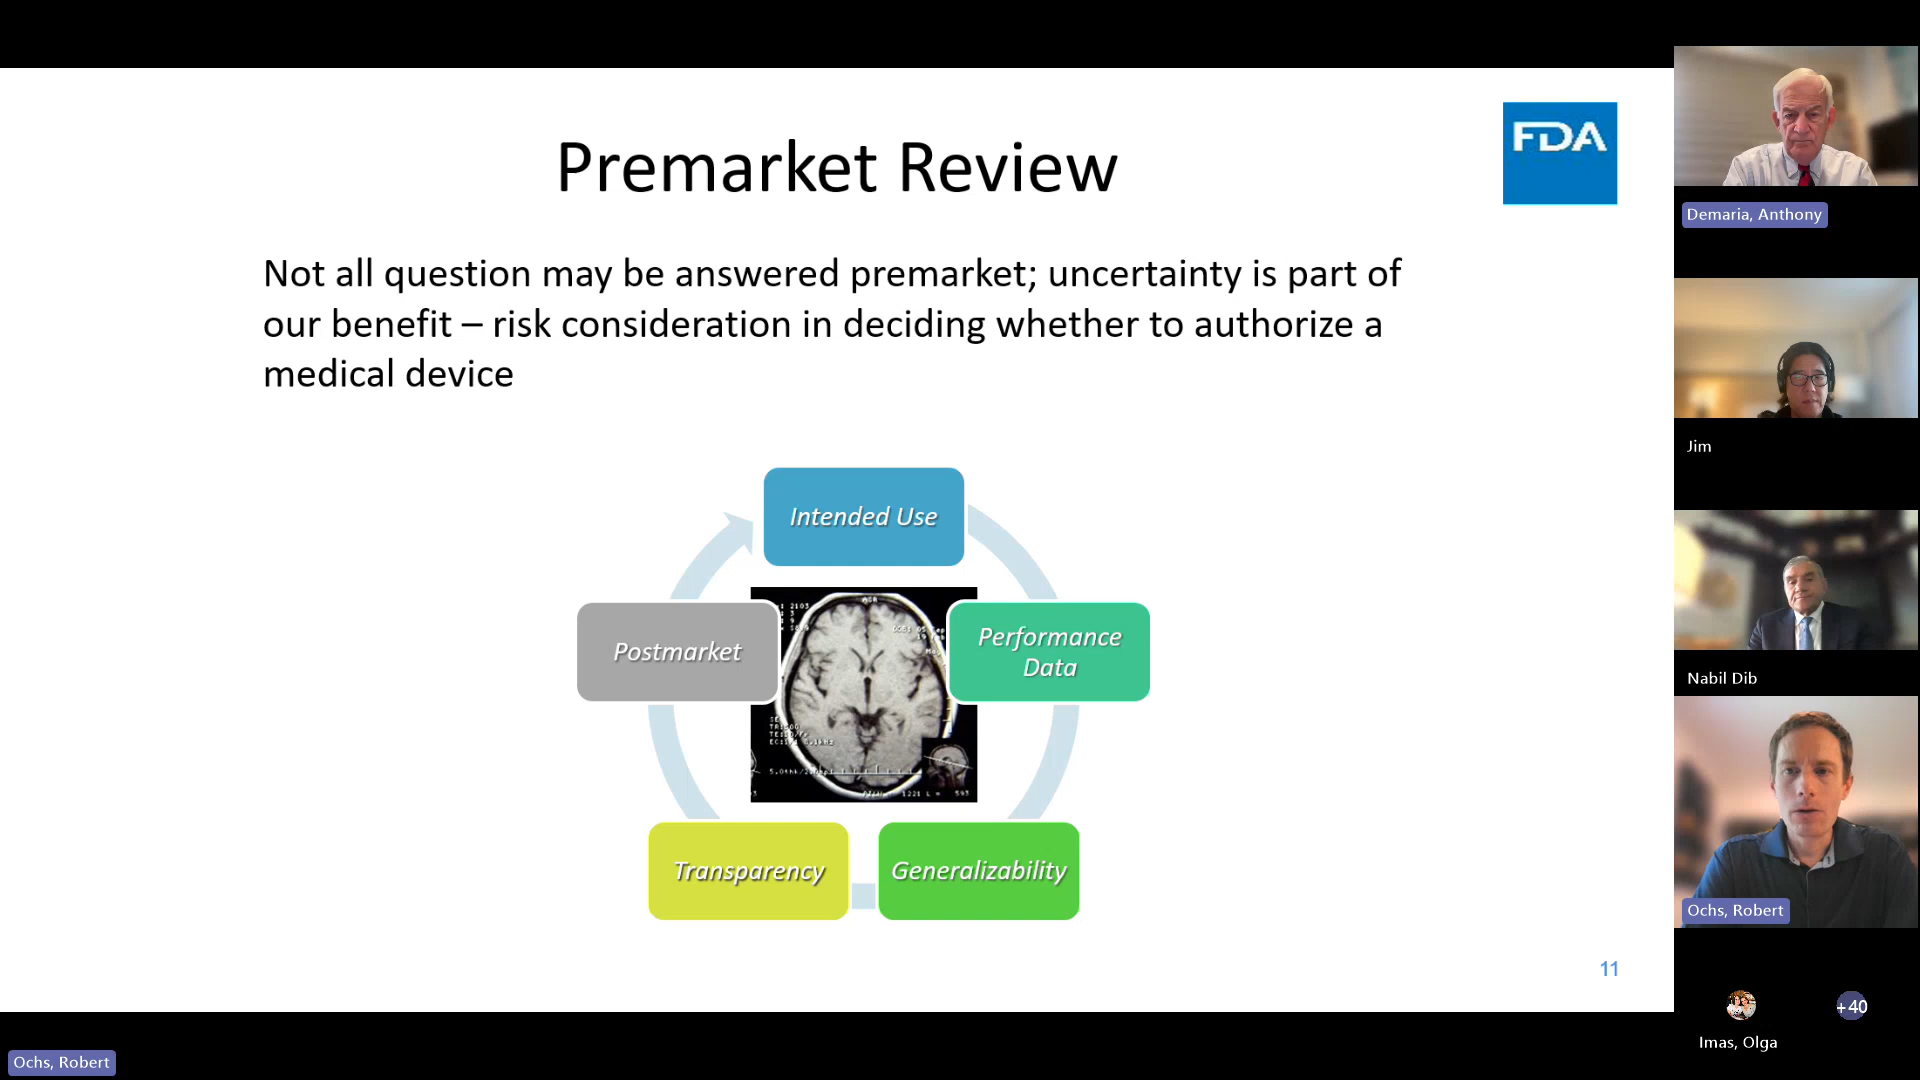 Premarket Review
FDA
Not all question may be answered premarket; uncertainty is part of
our benefit – risk consideration in deciding whether to authorize a
medical device
Intended Use
Postmarket
Performance
Data
Transparency
Generalizability
11
Demaria, Anthony
Jim
Nabil Dib
Ochs, Robert
+40
Imas, Olga
Ochs, Robert